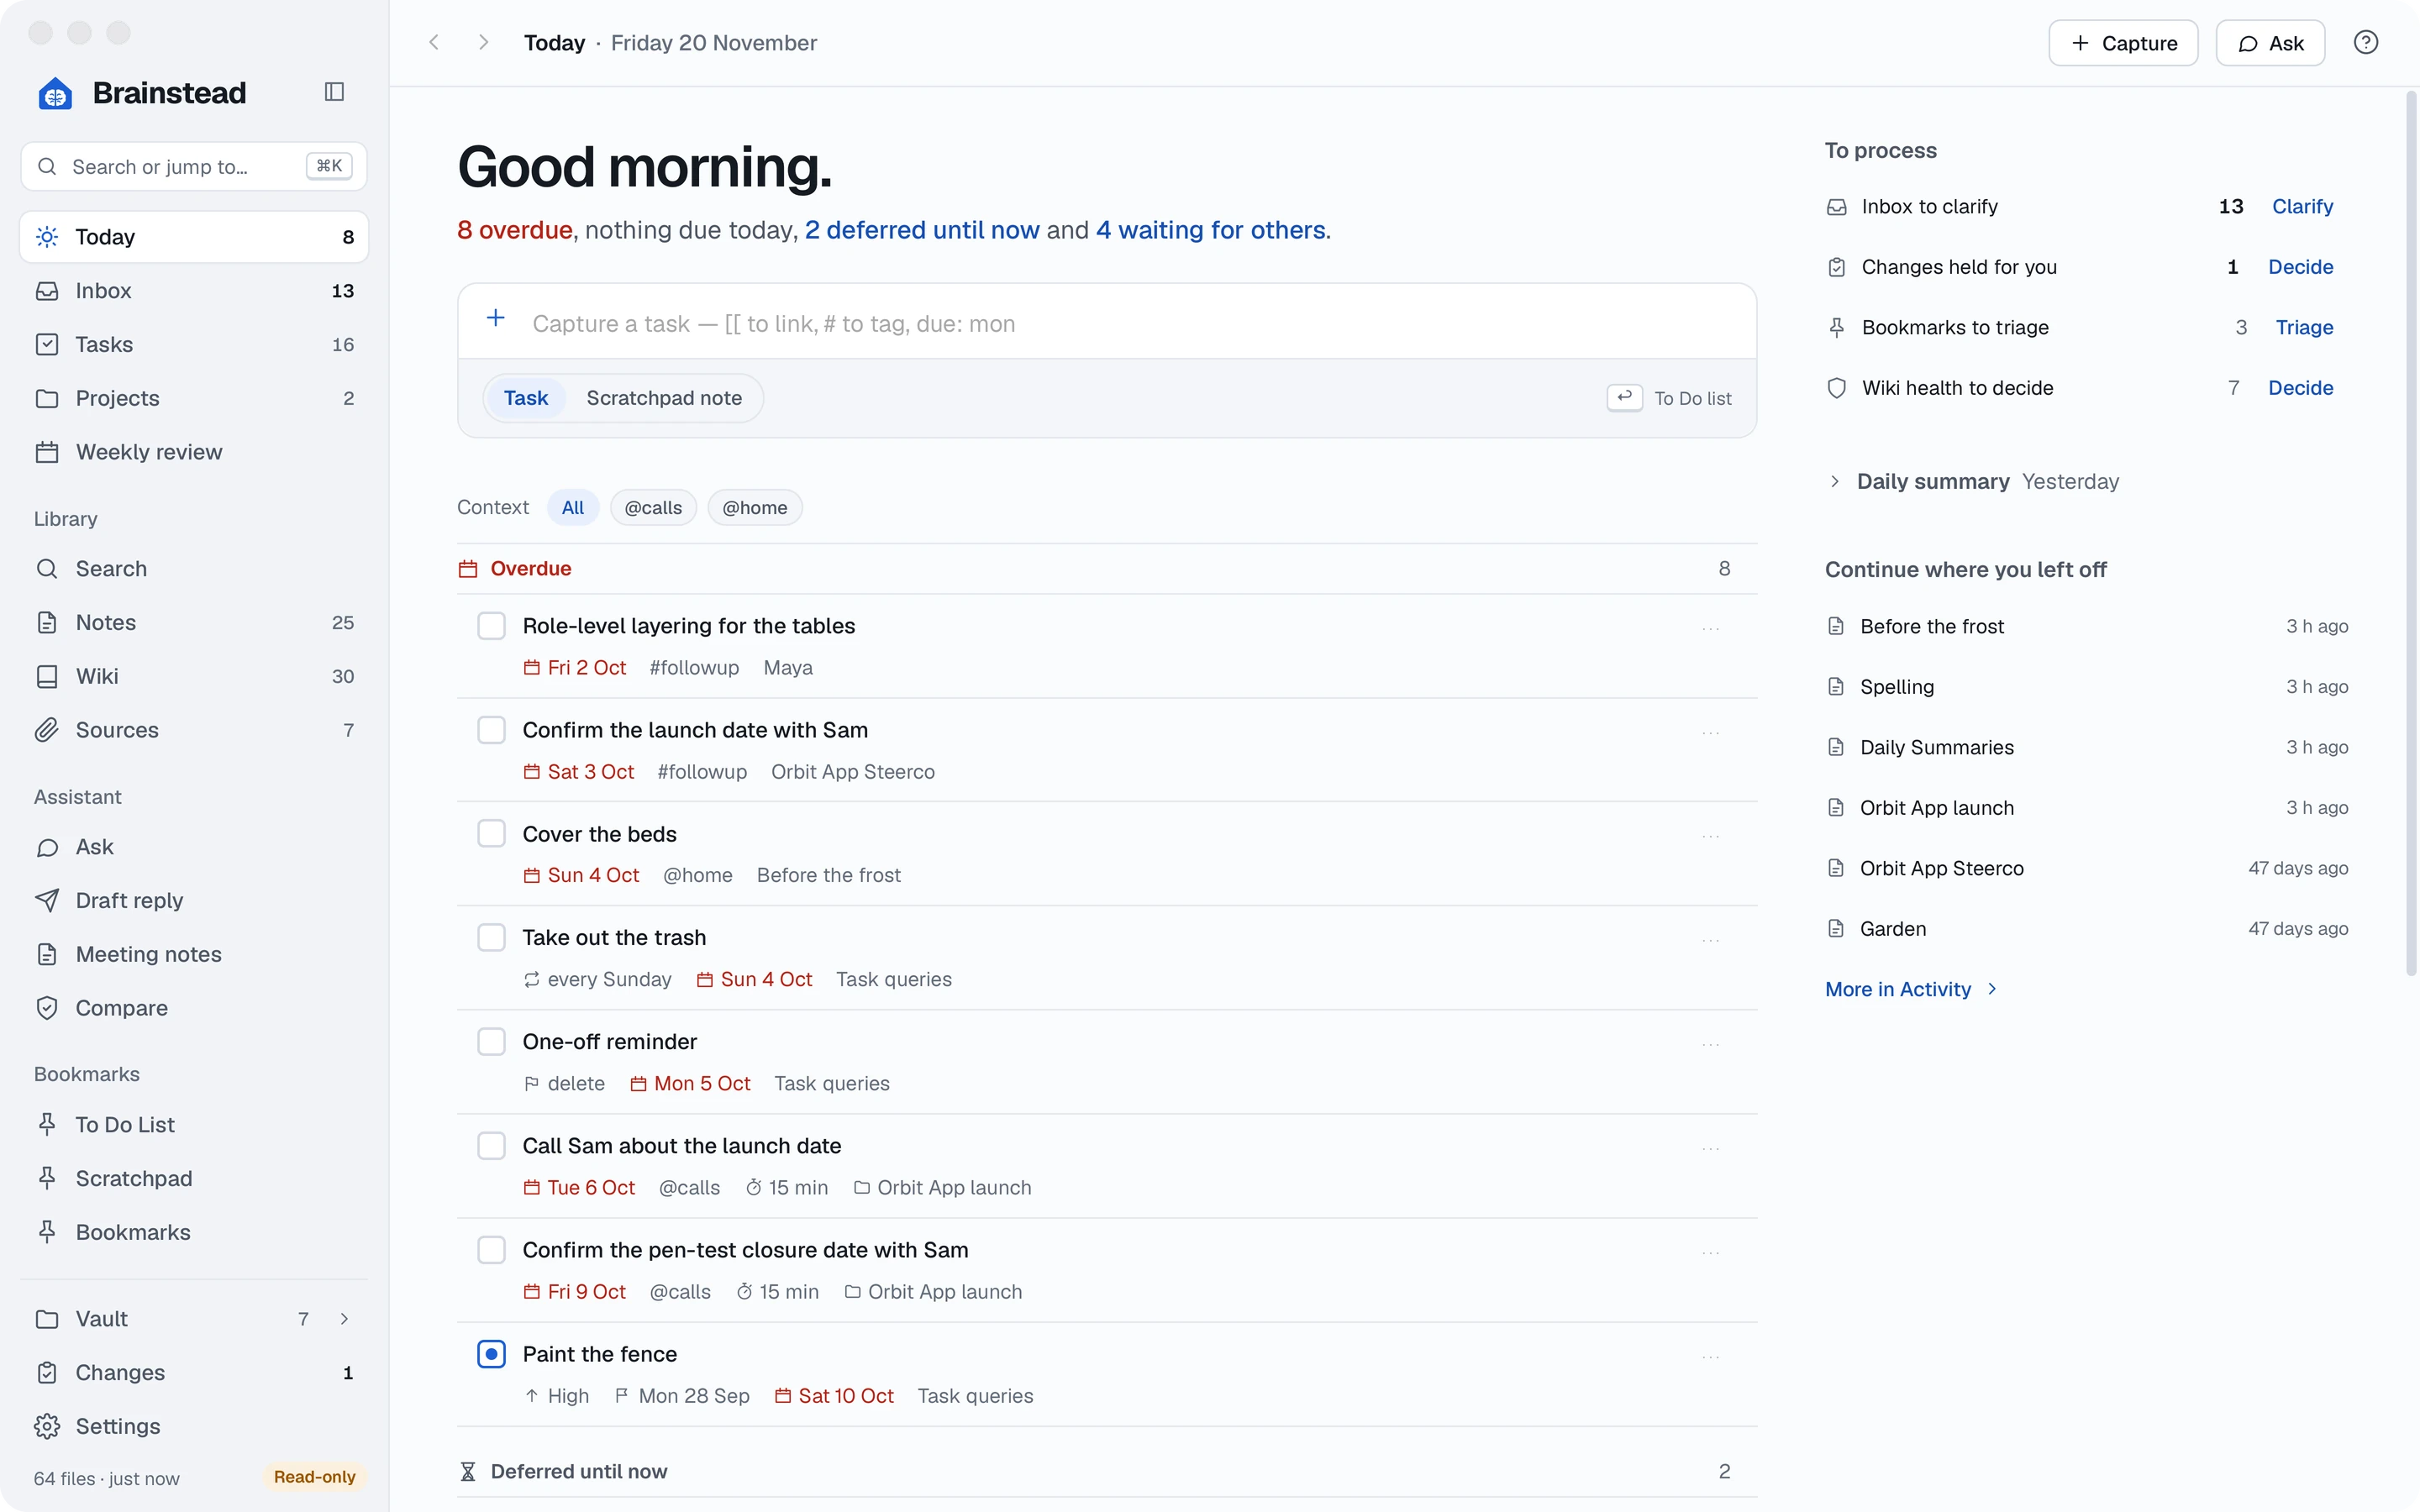 Brainstead
Search or jump to... ⌘K
Today 8
Inbox 13
Tasks 16
Projects 2
Weekly review
Library
Search
Notes 25
Wiki 30
Sources 7
Assistant
Ask
Draft reply
Meeting notes
Compare
Bookmarks
To Do List
Scratchpad
Bookmarks
Vault 7
Changes 1
Settings
64 files · just now Read-only
Today · Friday 20 November
Capture Ask
Good morning.
8 overdue, nothing due today, 2 deferred until now and 4 waiting for others.
Capture a task — [[ to link, # to tag, due: mon
Task Scratchpad note To Do list
Context All @calls @home
Overdue 8
Role-level layering for the tables
Fri 2 Oct #followup Maya
Confirm the launch date with Sam
Sat 3 Oct #followup Orbit App Steerco
Cover the beds
Sun 4 Oct @home Before the frost
Take out the trash
every Sunday Sun 4 Oct Task queries
One-off reminder
delete Mon 5 Oct Task queries
Call Sam about the launch date
Tue 6 Oct @calls 15 min Orbit App launch
Confirm the pen-test closure date with Sam
Fri 9 Oct @calls 15 min Orbit App launch
Paint the fence
High Mon 28 Sep Sat 10 Oct Task queries
Deferred until now 2
To process
Inbox to clarify 13 Clarify
Changes held for you 1 Decide
Bookmarks to triage 3 Triage
Wiki health to decide 7 Decide
Daily summary Yesterday
Continue where you left off
Before the frost 3 h ago
Spelling 3 h ago
Daily Summaries 3 h ago
Orbit App launch 3 h ago
Orbit App Steerco 47 days ago
Garden 47 days ago
More in Activity